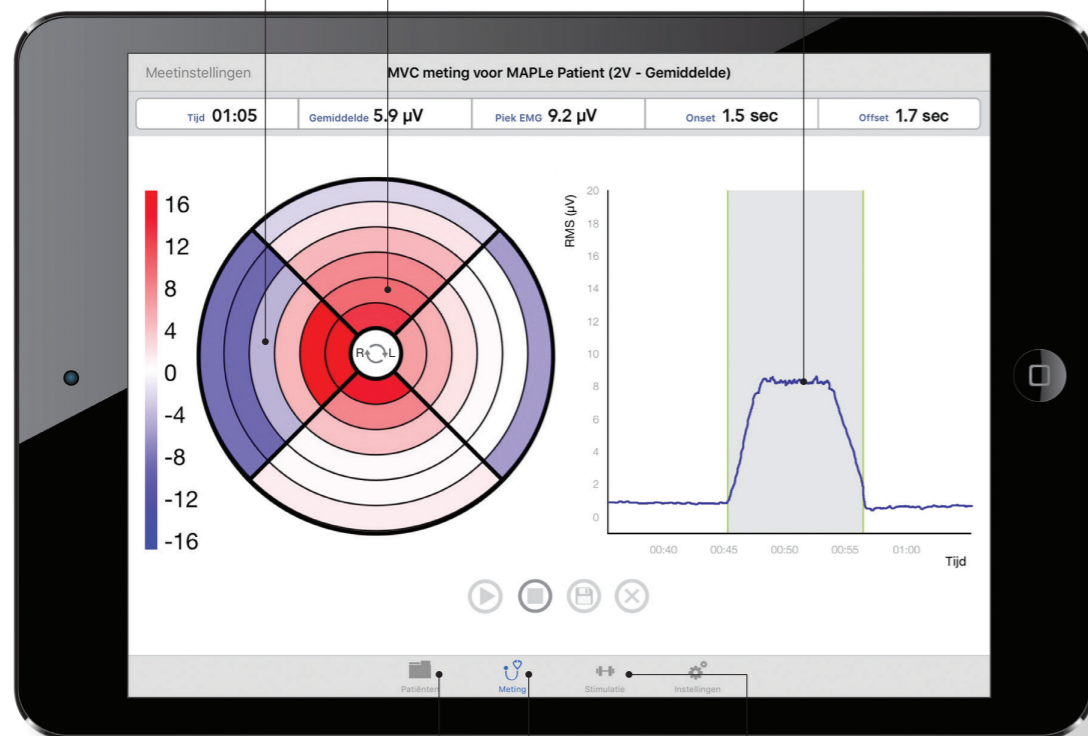 Meetinstellingen
MVC meting voor MAPLe Patient (2V - Gemiddelde)
Tijd 01:05
Gemiddelde 5.9 µV
Piek EMG 9.2 µV
Onset 1.5 sec
Offset 1.7 sec
16
12
8
4
0
-4
-8
-12
-16
R L
RMS (µV)
20
18
16
14
12
10
8
6
4
2
0
00:40 00:45 00:50 00:55 01:00
Tijd
Patiënten Meting Stimulatie Instellingen